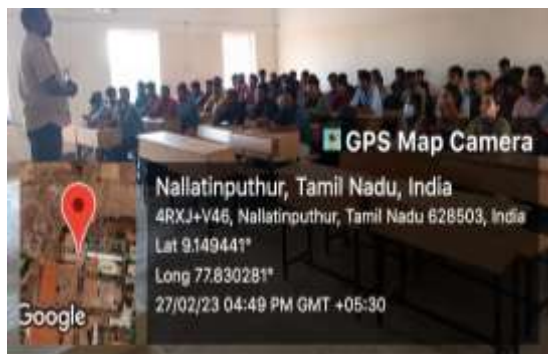 GPS Map Camera
Nallatinputhur, Tamil Nadu, India
4RXJ+V46, Nallatinputhur, Tamil Nadu 628503, India
Lat 9.149441°
Long 77.830281°
27/02/23 04:49 PM GMT +05:30
Google